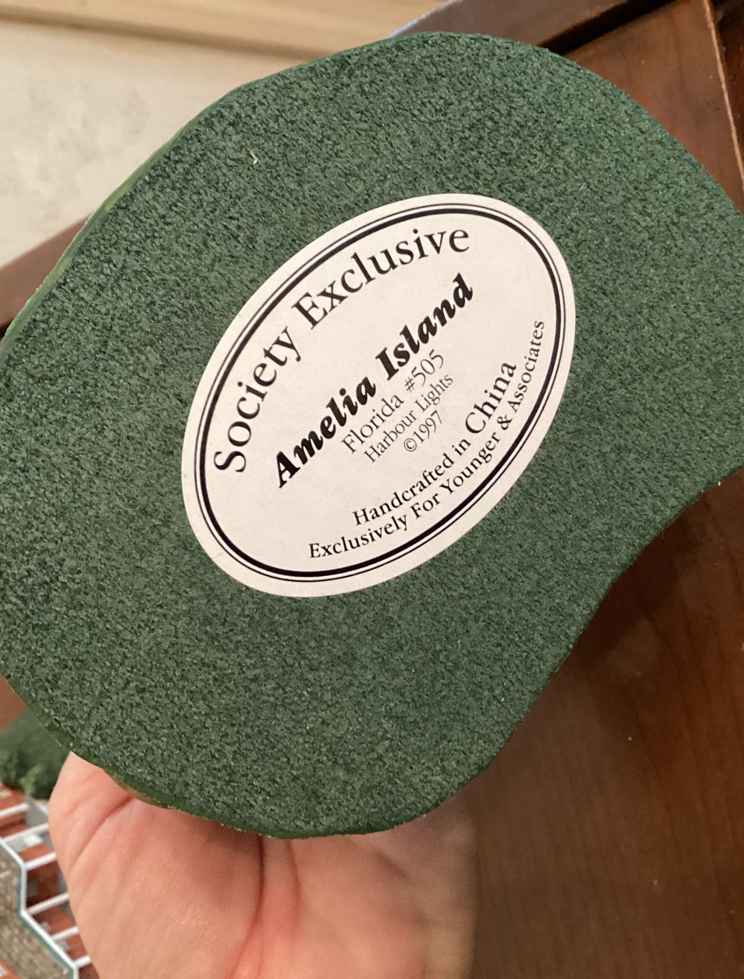 Society Exclusive
Amelia Island
Florida #505
Harbour Lights
©1997
Handcrafted in China
Exclusively For Younger & Associates